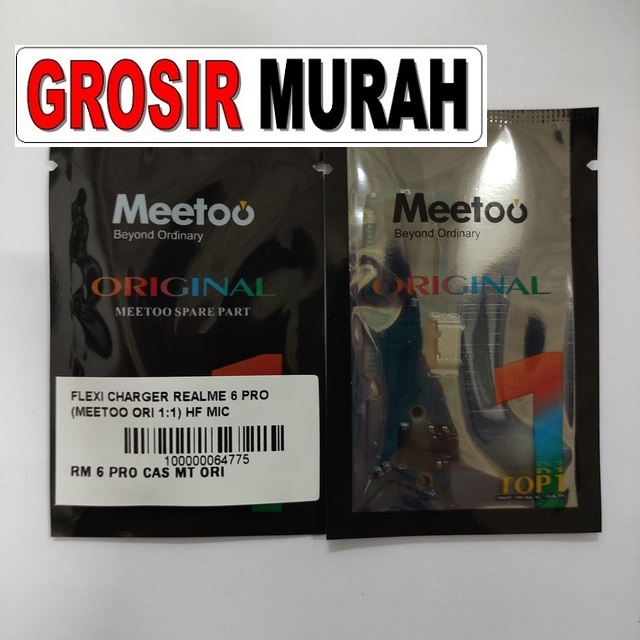 GROSIR MURAH
Meetoo
Beyond Ordinary
ORIGINAL
MEETOO SPARE PART
FLEXI CHARGER REALME 6 PRO
(MEETOO ORI 1:1) HF MIC
100000064775
RM 6 PRO CAS MT ORI
Meetoo
Beyond Ordinary
ORIGINAL
1
TOP1